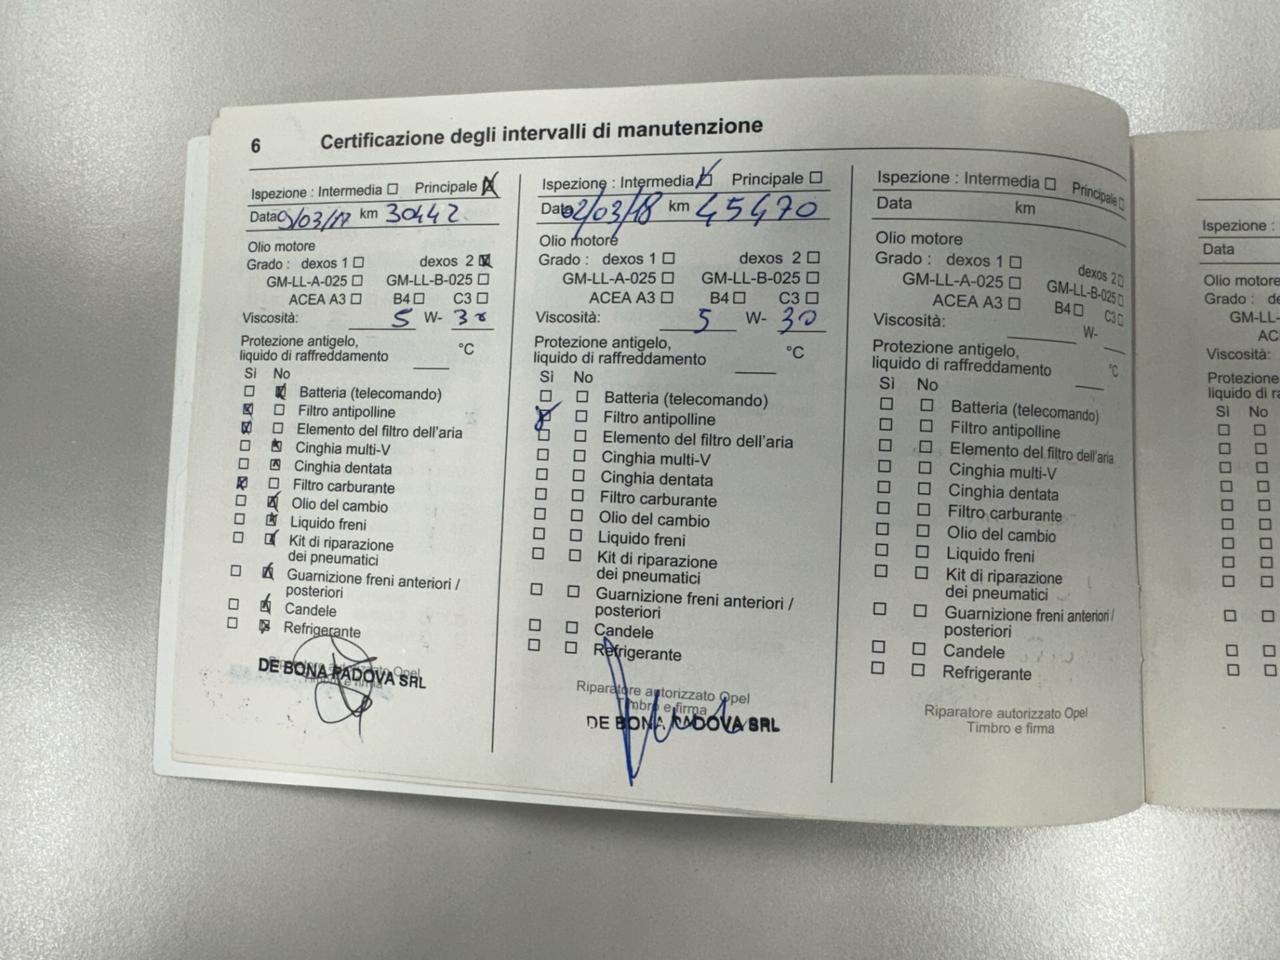 6 Certificazione degli intervalli di manutenzione
Ispezione : Intermedia ☐ Principale ☒
Data /03/17 km 30442
Olio motore
Grado : dexos 1 ☐ dexos 2 ☒
GM-LL-A-025 ☐ GM-LL-B-025 ☐
ACEA A3 ☐ B4 ☐ C3 ☐
Viscosità: 5 W- 30
Protezione antigelo,
liquido di raffreddamento °C
Sì No
☐ ☒ Batteria (telecomando)
☒ ☐ Filtro antipolline
☒ ☐ Elemento del filtro dell'aria
☐ ☒ Cinghia multi-V
☐ ☒ Cinghia dentata
☒ ☐ Filtro carburante
☐ ☒ Olio del cambio
☐ ☒ Liquido freni
☐ ☒ Kit di riparazione
dei pneumatici
☐ ☒ Guarnizione freni anteriori /
posteriori
☐ ☒ Candele
☐ ☒ Refrigerante
Riparatore autorizzato Opel
DE BONA PADOVA SRL
Timbro e firma
Ispezione : Intermedia ☒ Principale ☐
Data 02/03/18 km 45470
Olio motore
Grado : dexos 1 ☐ dexos 2 ☐
GM-LL-A-025 ☐ GM-LL-B-025 ☐
ACEA A3 ☐ B4 ☐ C3 ☐
Viscosità: 5 W- 30
Protezione antigelo,
liquido di raffreddamento °C
Sì No
☐ ☐ Batteria (telecomando)
☒ ☐ Filtro antipolline
☐ ☐ Elemento del filtro dell'aria
☐ ☐ Cinghia multi-V
☐ ☐ Cinghia dentata
☐ ☐ Filtro carburante
☐ ☐ Olio del cambio
☐ ☐ Liquido freni
☐ ☐ Kit di riparazione
dei pneumatici
☐ ☐ Guarnizione freni anteriori /
posteriori
☐ ☐ Candele
☐ ☐ Refrigerante
Riparatore autorizzato Opel
Timbro e firma
DE BONA PADOVA SRL
Ispezione : Intermedia ☐ Principale ☐
Data km
Olio motore
Grado : dexos 1 ☐ dexos 2 ☐
GM-LL-A-025 ☐ GM-LL-B-025 ☐
ACEA A3 ☐ B4 ☐ C3 ☐
Viscosità: W-
Protezione antigelo,
liquido di raffreddamento °C
Sì No
☐ ☐ Batteria (telecomando)
☐ ☐ Filtro antipolline
☐ ☐ Elemento del filtro dell'aria
☐ ☐ Cinghia multi-V
☐ ☐ Cinghia dentata
☐ ☐ Filtro carburante
☐ ☐ Olio del cambio
☐ ☐ Liquido freni
☐ ☐ Kit di riparazione
dei pneumatici
☐ ☐ Guarnizione freni anteriori /
posteriori
☐ ☐ Candele
☐ ☐ Refrigerante
Riparatore autorizzato Opel
Timbro e firma
Ispezione :
Data
Olio motore
Grado : de
GM-LL-
AC
Viscosità:
Protezione
liquido di ra
Sì No